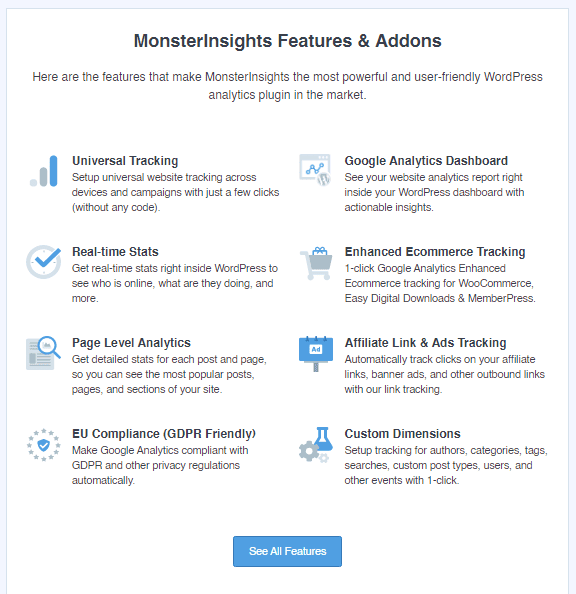 MonsterInsights Features & Addons
Here are the features that make MonsterInsights the most powerful and user-friendly WordPress
analytics plugin in the market.
Universal Tracking
Setup universal website tracking across
devices and campaigns with just a few clicks
(without any code).
Google Analytics Dashboard
See your website analytics report right
inside your WordPress dashboard with
actionable insights.
Real-time Stats
Get real-time stats right inside WordPress to
see who is online, what are they doing, and
more.
Enhanced Ecommerce Tracking
1-click Google Analytics Enhanced
Ecommerce tracking for WooCommerce,
Easy Digital Downloads & MemberPress.
Page Level Analytics
Get detailed stats for each post and page,
so you can see the most popular posts,
pages, and sections of your site.
Ad
Affiliate Link & Ads Tracking
Automatically track clicks on your affiliate
links, banner ads, and other outbound links
with our link tracking.
EU Compliance (GDPR Friendly)
Make Google Analytics compliant with
GDPR and other privacy regulations
automatically.
Custom Dimensions
Setup tracking for authors, categories, tags,
searches, custom post types, users, and
other events with 1-click.
See All Features